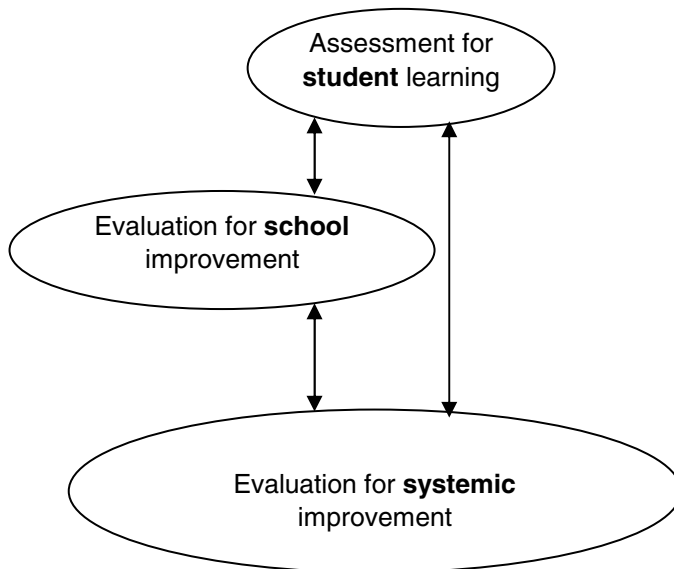 Assessment for
student learning
Evaluation for school
improvement
Evaluation for systemic
improvement